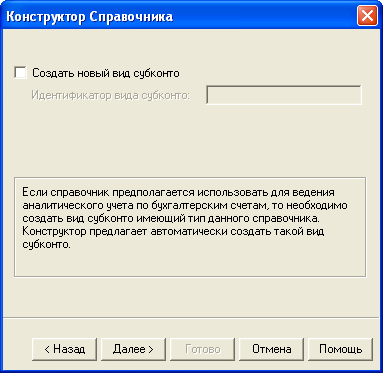 Конструктор Справочника
Создать новый вид субконто
Идентификатор вида субконто:
Если справочник предполагается использовать для ведения
аналитического учета по бухгалтерским счетам, то необходимо
создать вид субконто имеющий тип данного справочника.
Конструктор предлагает автоматически создать такой вид
субконто.
< Назад Далее > Готово Отмена Помощь